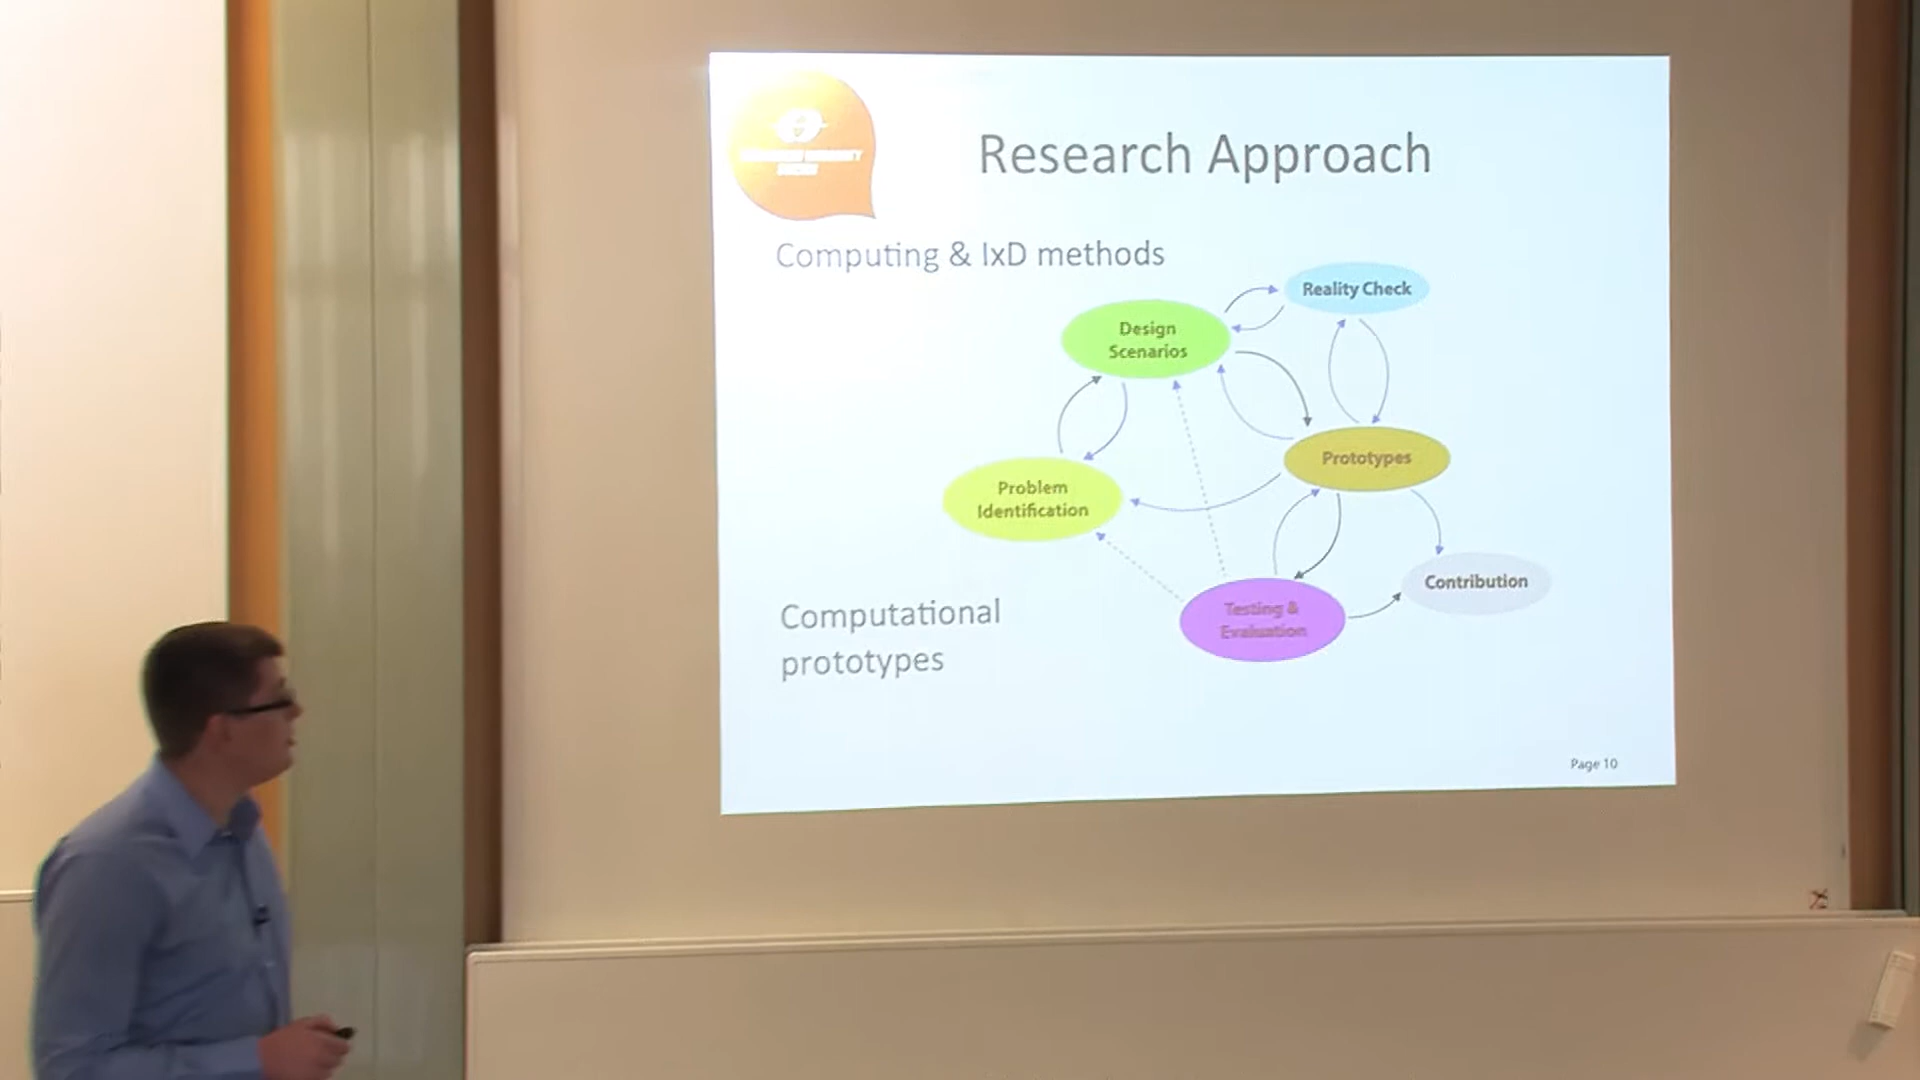 Research Approach
Computing & IxD methods
Reality Check
Design
Scenarios
Prototypes
Problem
Identification
Contribution
Testing &
Evaluation
Computational
prototypes
Page 10